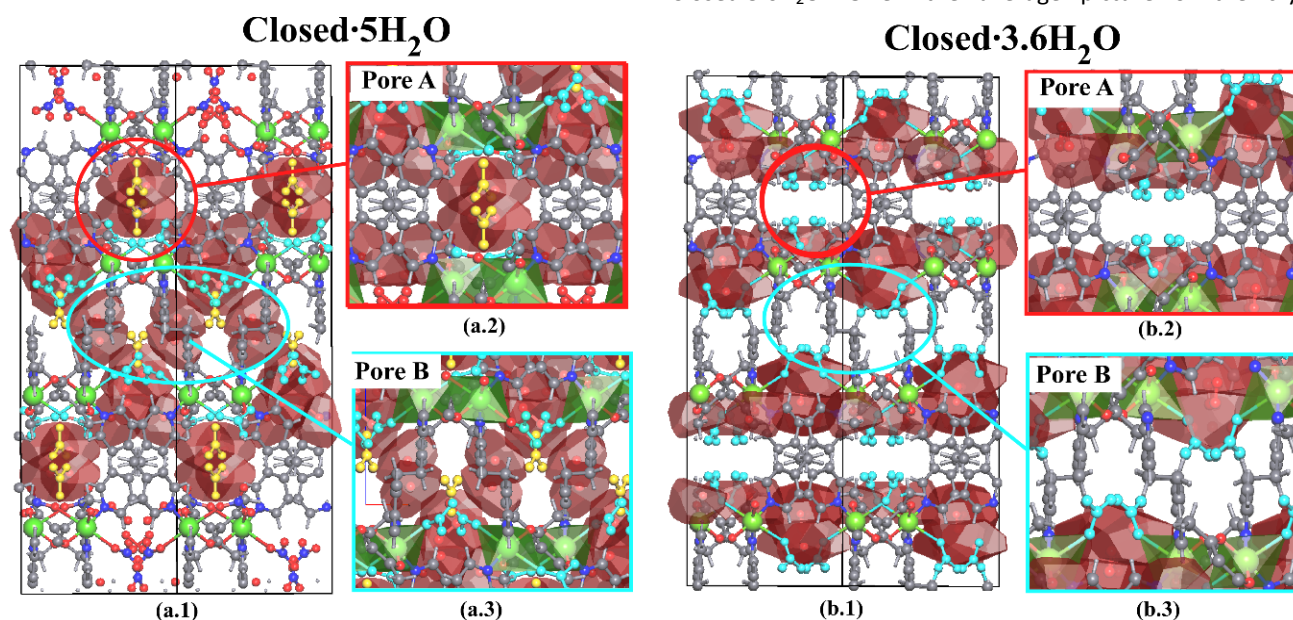 Closed·5H₂O
Closed·3.6H₂O
Pore A
(a.2)
Pore B
(a.1)
(a.3)
Pore A
(b.2)
Pore B
(b.1)
(b.3)